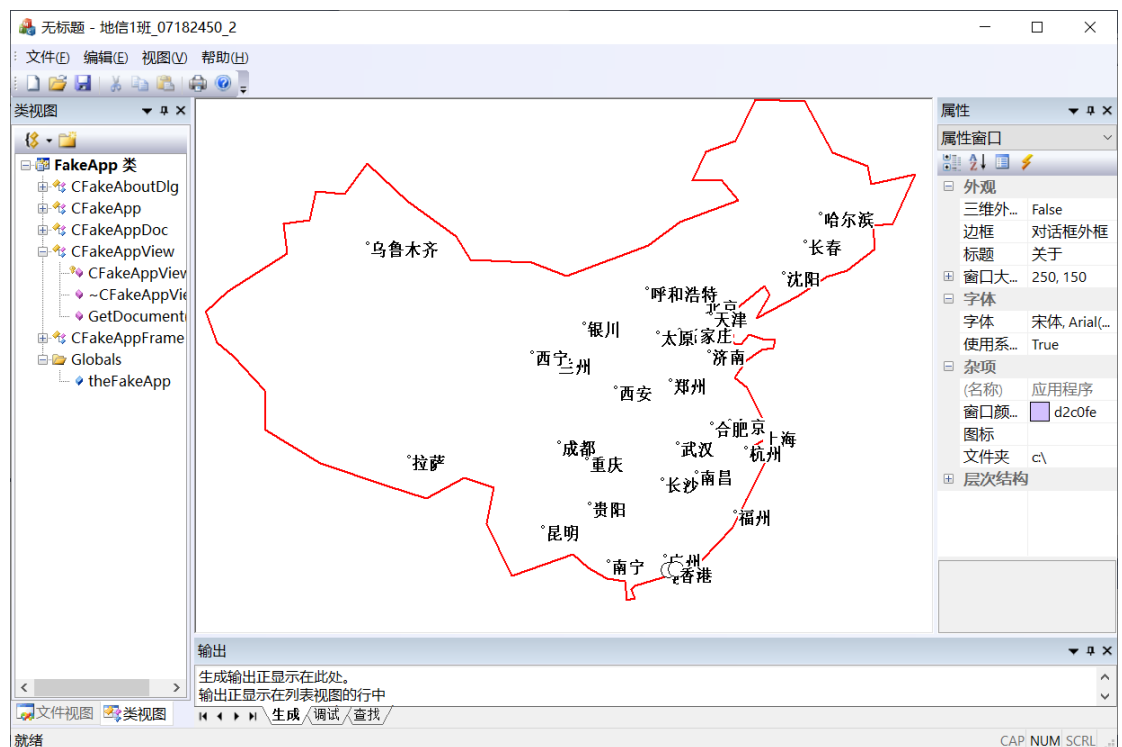 无标题 - 地信1班_07182450_2
文件(F) 编辑(E) 视图(V) 帮助(H)
类视图
FakeApp 类
CFakeAboutDlg
CFakeApp
CFakeAppDoc
CFakeAppView
CFakeAppView
~CFakeAppVie
GetDocument(
CFakeAppFrame
Globals
theFakeApp
文件视图 类视图
哈尔滨
长春
乌鲁木齐
沈阳
呼和浩特
北京
天津
银川
太原 家庄
济南
西宁 兰州
郑州
西安
合肥 京
上海
成都
武汉
杭州
重庆
拉萨
南昌
长沙
贵阳
福州
昆明
南宁
广州
香港
属性
属性窗口
外观
三维外... False
边框 对话框外框
标题 关于
窗口大... 250, 150
字体
字体 宋体, Arial(...
使用系... True
杂项
(名称) 应用程序
窗口颜... d2c0fe
图标
文件夹 c:\
层次结构
输出
生成输出正显示在此处。
输出正显示在列表视图的行中
生成 调试 查找
就绪
CAP NUM SCRL